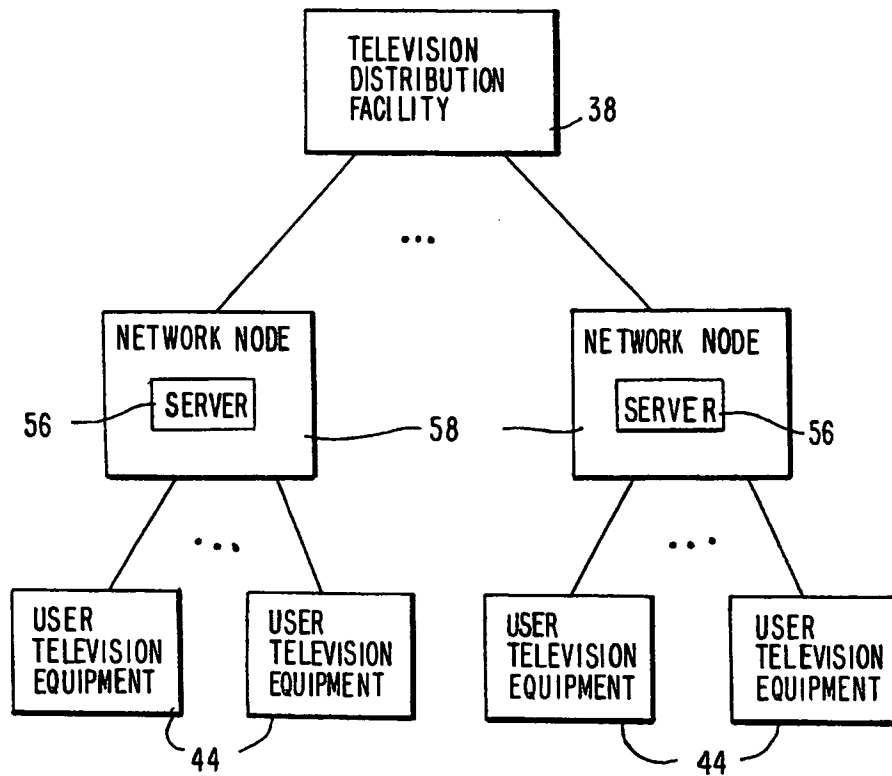 TELEVISION
DISTRIBUTION
FACILITY
38
...
NETWORK NODE
SERVER
56
58
NETWORK NODE
SERVER
56
...
...
USER
TELEVISION
EQUIPMENT
USER
TELEVISION
EQUIPMENT
USER
TELEVISION
EQUIPMENT
USER
TELEVISION
EQUIPMENT
44
44